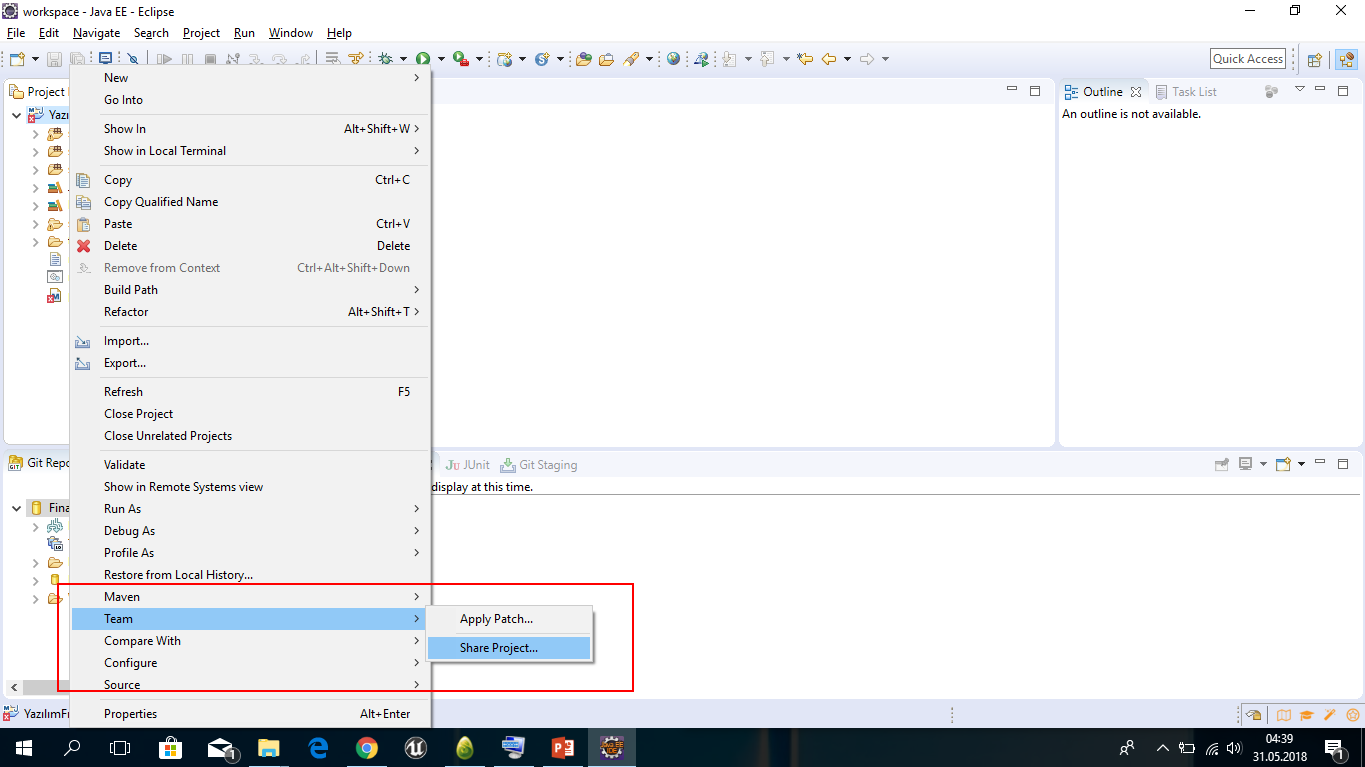 workspace - Java EE - Eclipse
File Edit Navigate Search Project Run Window Help
Quick Access
Project
Outline Task List
An outline is not available.
New
Go Into
Show In Alt+Shift+W
Show in Local Terminal
Copy Ctrl+C
Copy Qualified Name
Paste Ctrl+V
Delete Delete
Remove from Context Ctrl+Alt+Shift+Down
Build Path
Refactor Alt+Shift+T
Import...
Export...
Refresh F5
Close Project
Close Unrelated Projects
Validate
Show in Remote Systems view
Run As
Debug As
Profile As
Restore from Local History...
Maven
Team
Compare With
Configure
Source
Properties Alt+Enter
Apply Patch...
Share Project...
Git JUnit Git Staging
display at this time.
04:39
31.05.2018